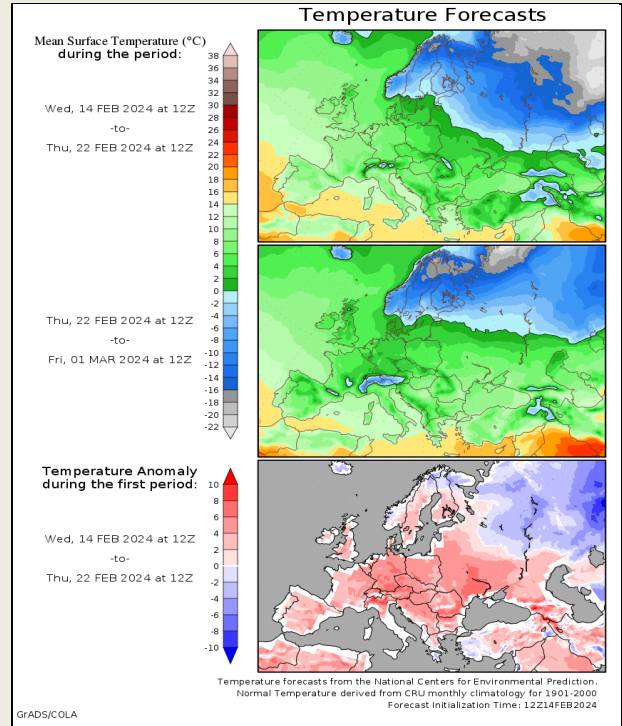 Temperature Forecasts
Mean Surface Temperature (°C)
during the period:
Wed, 14 FEB 2024 at 12Z
-to-
Thu, 22 FEB 2024 at 12Z
38
36
34
32
30
28
26
24
22
20
18
16
14
12
10
8
6
4
2
0
-2
-4
-6
-8
-10
-12
-14
-16
-18
-20
-22
Thu, 22 FEB 2024 at 12Z
-to-
Fri, 01 MAR 2024 at 12Z
Temperature Anomaly
during the first period:
Wed, 14 FEB 2024 at 12Z
-to-
Thu, 22 FEB 2024 at 12Z
10
8
6
4
2
0
-2
-4
-6
-8
-10
Temperature forecasts from the National Centers for Environmental Prediction.
Normal Temperature derived from CRU monthly climatology for 1901-2000
Forecast Initialization Time: 12Z14FEB2024
GrADS/COLA